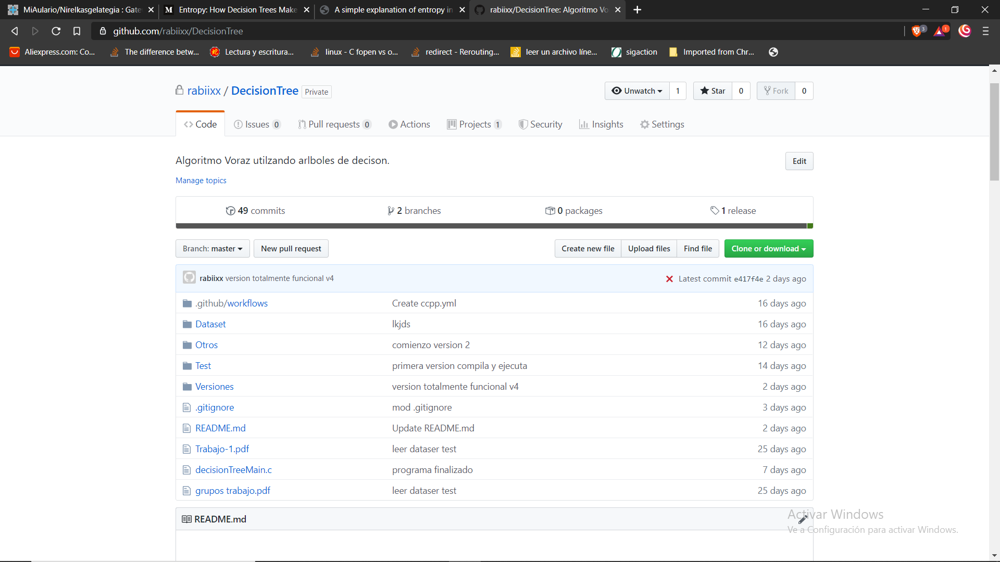 MiAulario/Nirelkasgelategia : Gate
Entropy: How Decision Trees Make
A simple explanation of entropy in
rabiixx/DecisionTree: Algoritmo Vo
github.com/rabiixx/DecisionTree
3
1
Aliexpress.com: Co...
The difference betw...
Lectura y escritura...
linux - C fopen vs o...
redirect - Rerouting...
leer un archivo líne...
sigaction
Imported from Chr...
rabiixx / DecisionTree Private
Unwatch 1
Star 0
Fork 0
Code
Issues 0
Pull requests 0
Actions
Projects 1
Security
Insights
Settings
Algoritmo Voraz utilzando arlboles de decison.
Edit
Manage topics
49 commits
2 branches
0 packages
1 release
Branch: master
New pull request
Create new file
Upload files
Find file
Clone or download
rabiixx version totalmente funcional v4
Latest commit e417f4e 2 days ago
.github/workflows Create ccpp.yml 16 days ago
Dataset lkjds 16 days ago
Otros comienzo version 2 12 days ago
Test primera version compila y ejecuta 14 days ago
Versiones version totalmente funcional v4 2 days ago
.gitignore mod .gitignore 3 days ago
README.md Update README.md 2 days ago
Trabajo-1.pdf leer dataser test 25 days ago
decisionTreeMain.c programa finalizado 7 days ago
grupos trabajo.pdf leer dataser test 25 days ago
README.md
Activar Windows
Ve a Configuración para activar Windows.